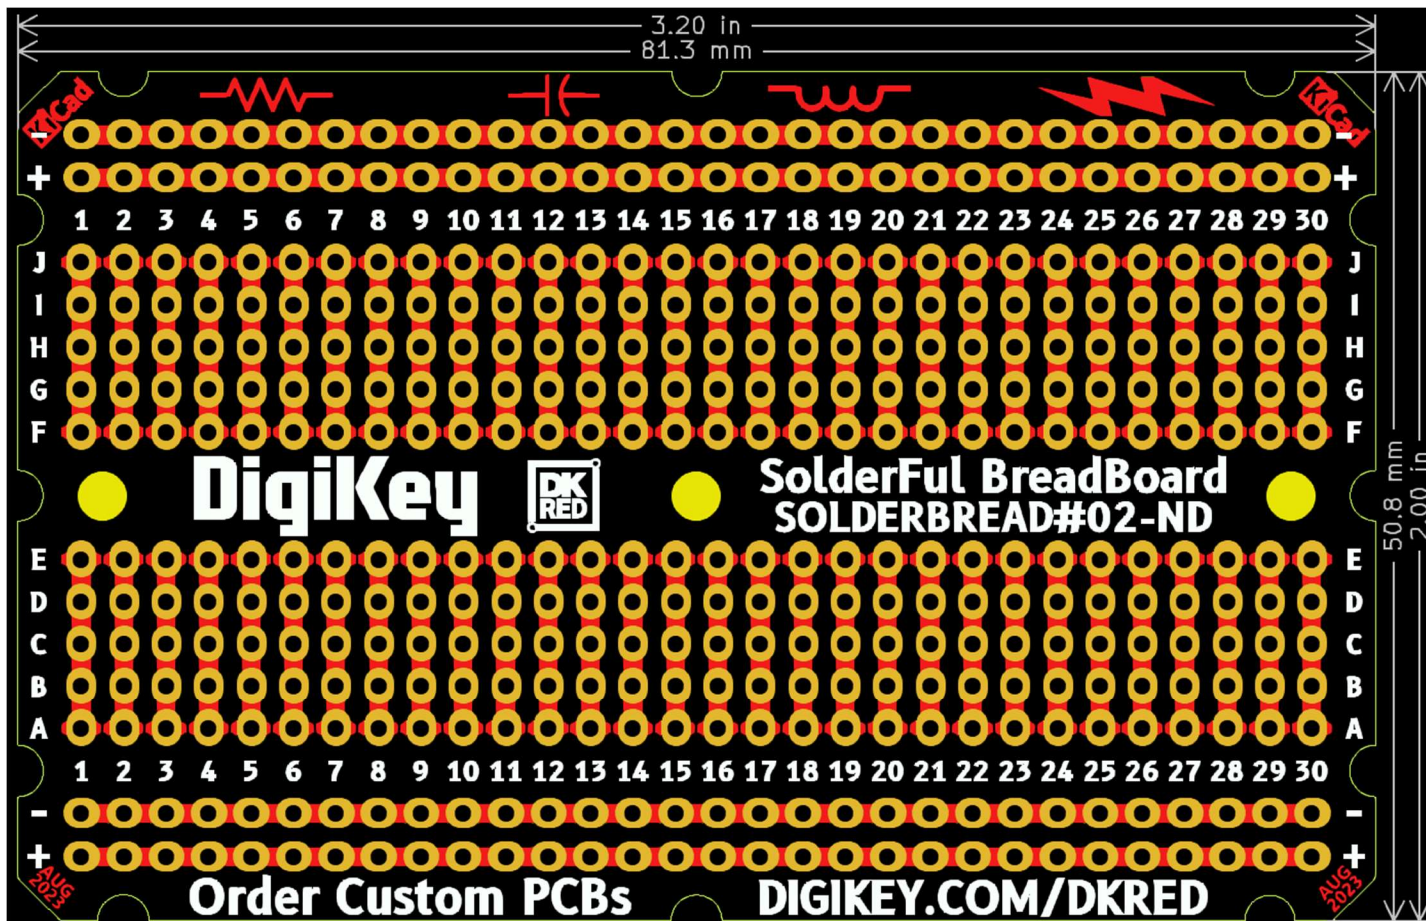 3.20 in
81.3 mm
KiCad KiCad
- -
+ +
1 2 3 4 5 6 7 8 9 10 11 12 13 14 15 16 17 18 19 20 21 22 23 24 25 26 27 28 29 30
J J
I I
H H
G G
F F
DigiKey DK RED SolderFul BreadBoard
SOLDERBREAD#02-ND
50.8 mm
2.00 in
E E
D D
C C
B B
A A
1 2 3 4 5 6 7 8 9 10 11 12 13 14 15 16 17 18 19 20 21 22 23 24 25 26 27 28 29 30
- -
+ +
AUG 2023 AUG 2023
Order Custom PCBs DIGIKEY.COM/DKRED